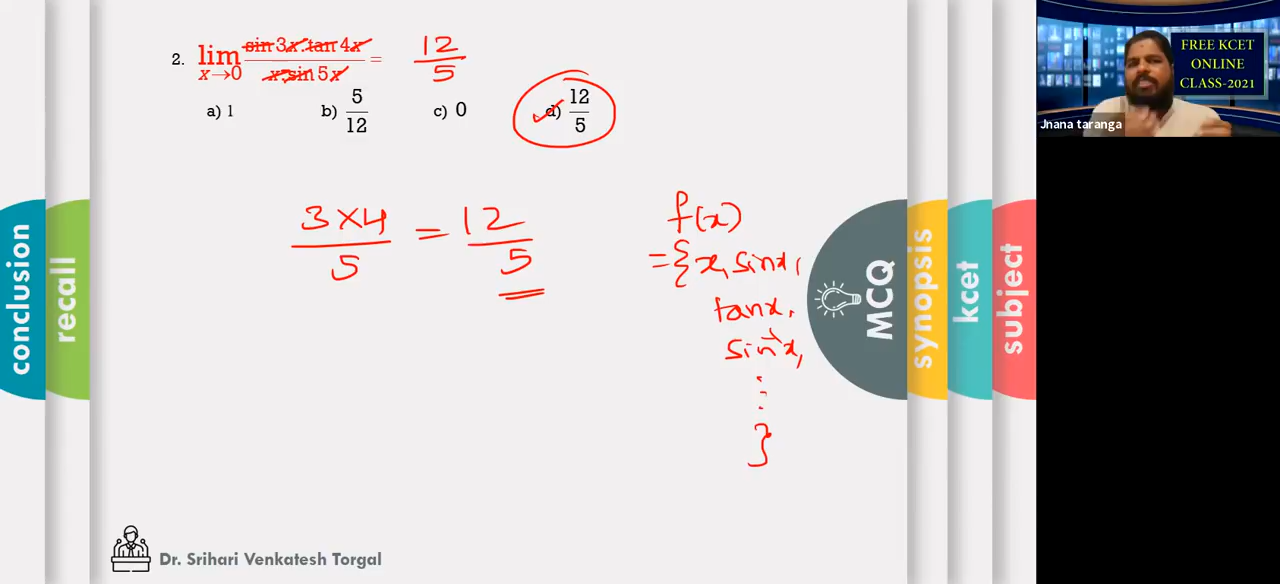 2. lim x→0 sin 3x.tan 4x / x.sin 5x = 12/5
a) 1 b) 5/12 c) 0 d) 12/5
3×4/5 = 12/5
f(x)
={x, sinx,
tanx,
sin⁻¹x,
⋮
}
conclusion
recall
MCQ
synopsis
kcet
subject
FREE KCET
ONLINE
CLASS-2021
Jnana taranga
Dr. Srihari Venkatesh Torgal